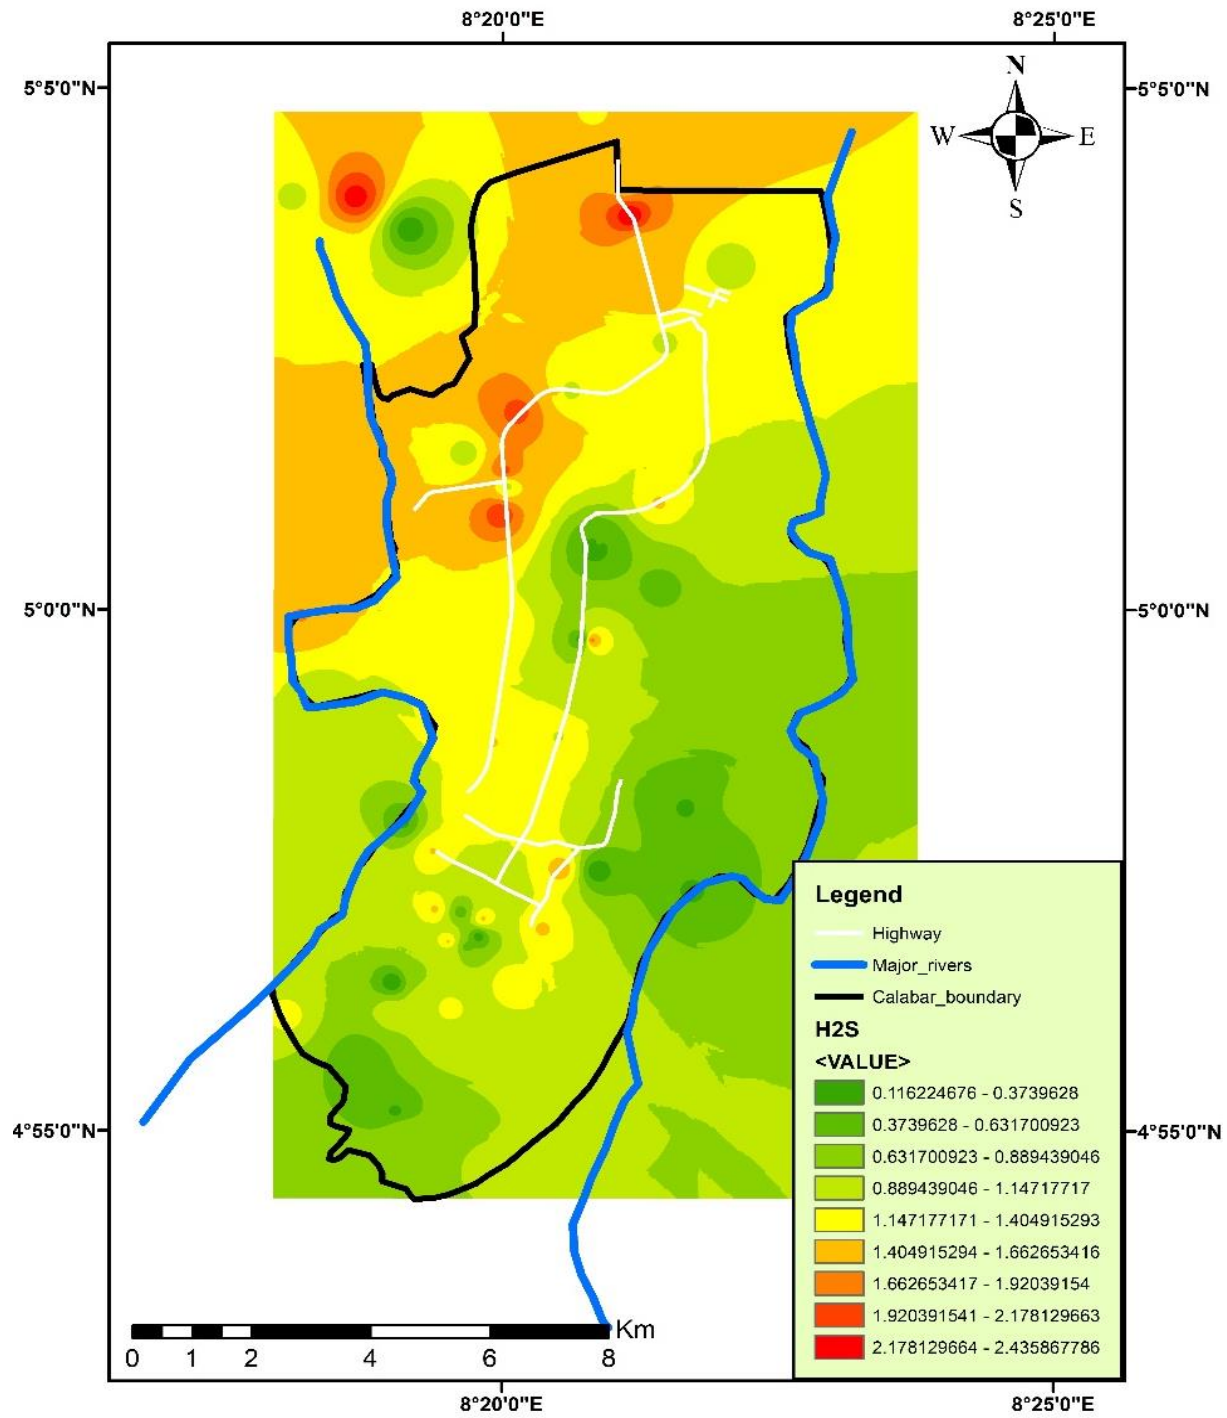 8°20'0"E 8°25'0"E
5°5'0"N 5°5'0"N
N
W E
S
5°0'0"N 5°0'0"N
Legend
Highway
Major_rivers
Calabar_boundary
H2S
<VALUE>
0.116224676 - 0.3739628
0.3739628 - 0.631700923
0.631700923 - 0.889439046
4°55'0"N 4°55'0"N
0.889439046 - 1.14717717
1.147177171 - 1.404915293
1.404915294 - 1.662653416
1.662653417 - 1.92039154
1.920391541 - 2.178129663
2.178129664 - 2.435867786
Km
0 1 2 4 6 8
8°20'0"E 8°25'0"E